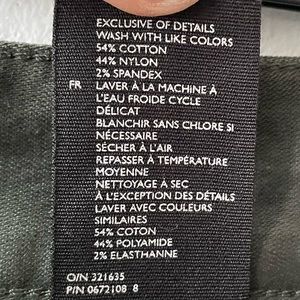 EXCLUSIVE OF DETAILS
WASH WITH LIKE COLORS
54% COTTON
44% NYLON
2% SPANDEX
FR LAVER À LA MACHINE À
L'EAU FROIDE CYCLE
DÉLICAT
BLANCHIR SANS CHLORE SI
NÉCESSAIRE
SÉCHER À L'AIR
REPASSER À TEMPÉRATURE
MOYENNE
NETTOYAGE À SEC
À L'EXCEPTION DES DÉTAILS
LAVER AVEC COULEURS
SIMILAIRES
54% COTON
44% POLYAMIDE
2% ELASTHANNE
O/N 321635
P/N 0672108 8